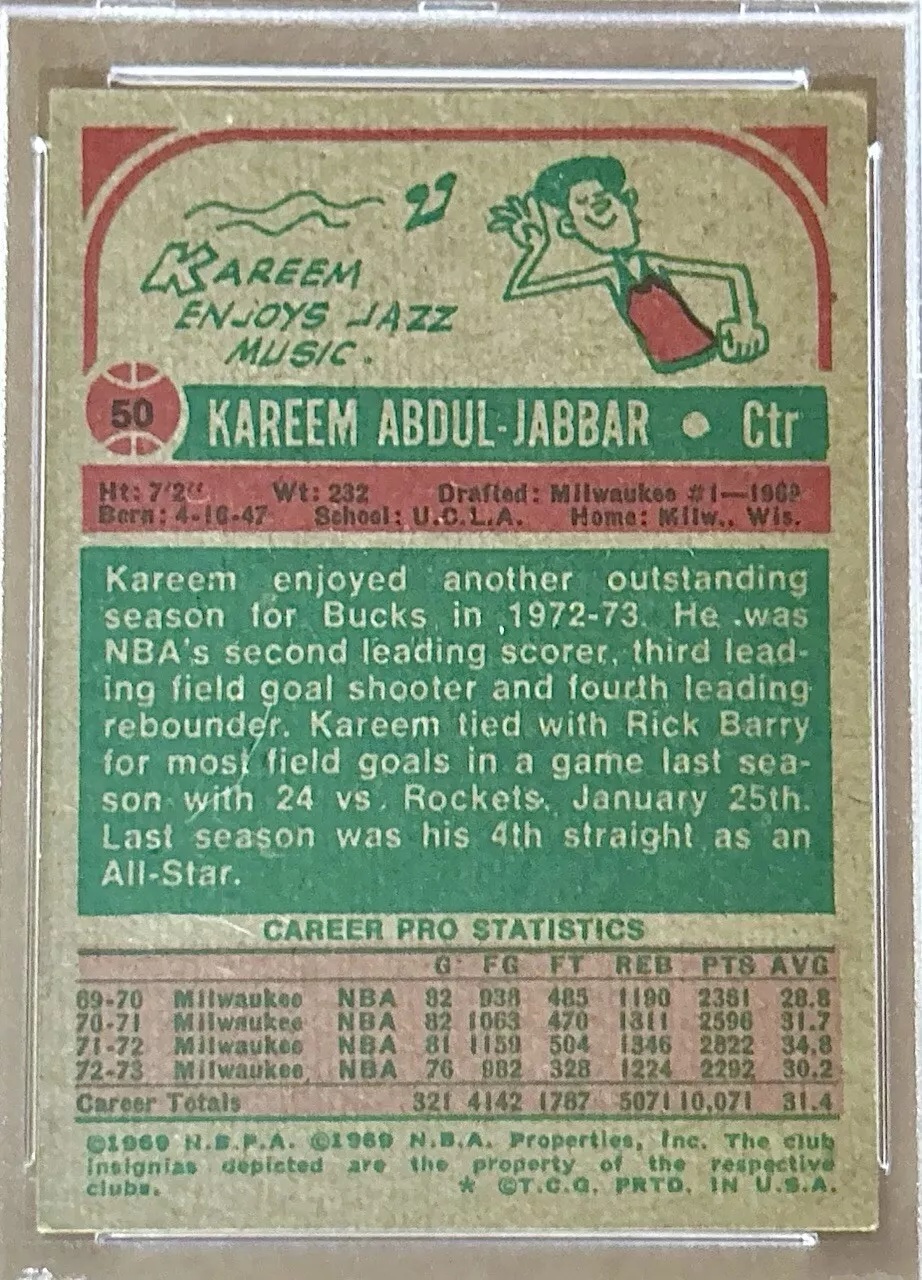 KAREEM
ENJOYS JAZZ
MUSIC.
50 KAREEM ABDUL-JABBAR • Ctr
Ht: 7'2" Wt: 232 Drafted: Milwaukee #1—1969
Born: 4-16-47 School: U.C.L.A. Home: Milw., Wis.
Kareem enjoyed another outstanding
season for Bucks in 1972-73. He was
NBA's second leading scorer, third lead-
ing field goal shooter and fourth leading
rebounder. Kareem tied with Rick Barry
for most field goals in a game last sea-
son with 24 vs. Rockets, January 25th.
Last season was his 4th straight as an
All-Star.
CAREER PRO STATISTICS
G FG FT REB PTS AVG
69-70 Milwaukee NBA 82 938 485 1190 2361 28.8
70-71 Milwaukee NBA 82 1063 470 1311 2596 31.7
71-72 Milwaukee NBA 81 1159 504 1346 2822 34.8
72-73 Milwaukee NBA 76 982 328 1224 2292 30.2
Career Totals 321 4142 1787 5071 10,071 31.4
©1969 N.B.P.A. ©1969 N.B.A. Properties, Inc. The club
insignias depicted are the property of the respective
clubs. * ©T.C.G. PRTD. IN U.S.A.